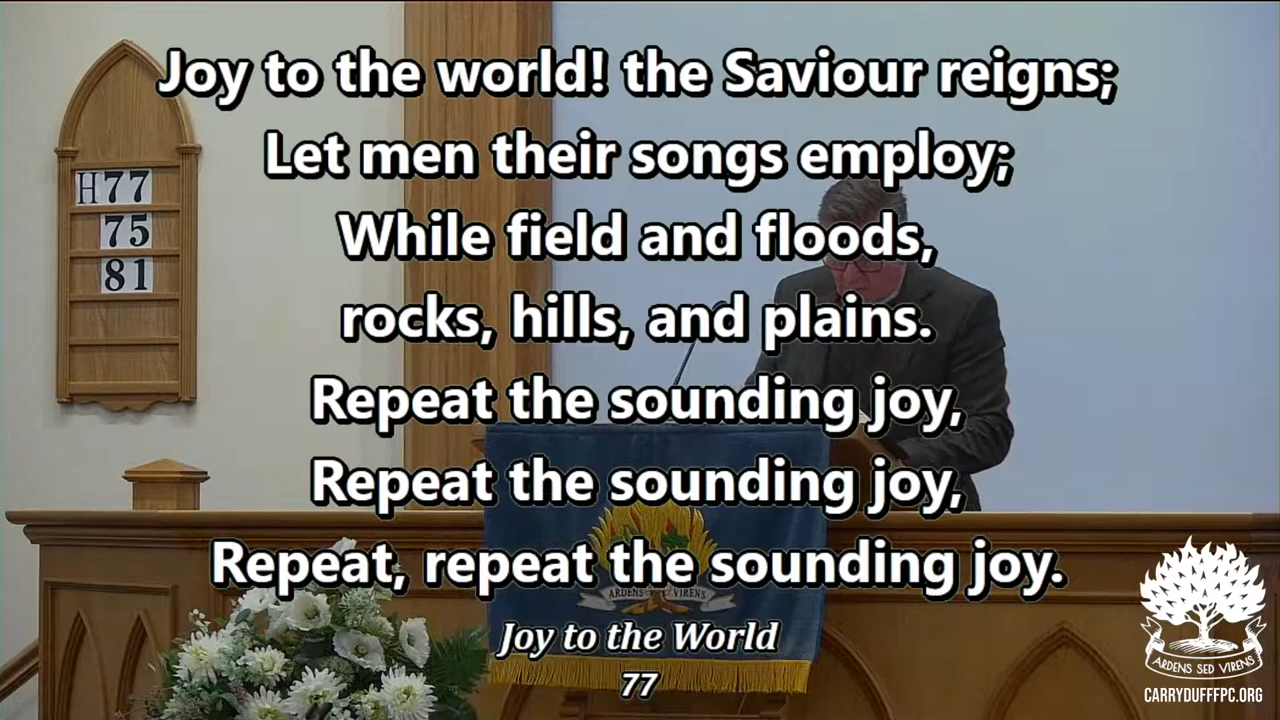 Joy to the world! the Saviour reigns;
Let men their songs employ;
While field and floods,
rocks, hills, and plains.
Repeat the sounding joy,
Repeat the sounding joy,
Repeat, repeat the sounding joy.
Joy to the World
77
H77
75
81
ARDENS VIRENS
ARDENS SED VIRENS
CARRYDUFFFPC.ORG